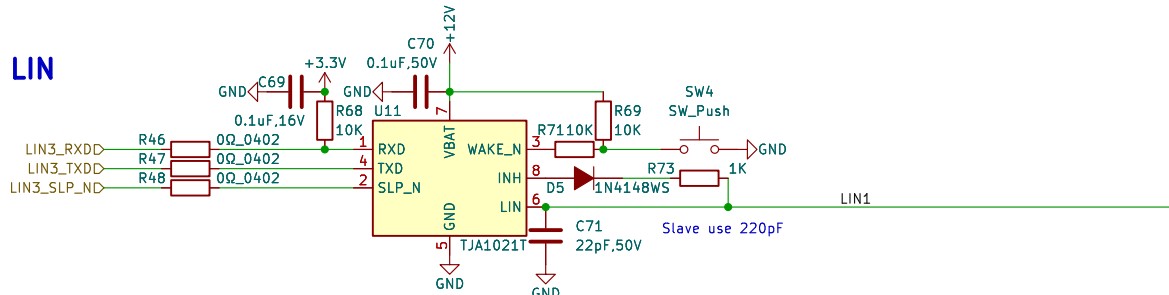 LIN
+12V
C70
0.1uF,50V
GND
+3.3V
C69
GND
0.1uF,16V
R68
10K
U11
7
VBAT
R69
10K
SW4
SW_Push
GND
R46
0Ω_0402
LIN3_RXD
1
RXD
WAKE_N
3
R71
10K
R47
0Ω_0402
LIN3_TXD
4
TXD
R48
0Ω_0402
LIN3_SLP_N
2
SLP_N
INH
8
D5
1N4148WS
R73
1K
LIN
6
LIN1
GND
5
GND
TJA1021T
C71
22pF,50V
GND
Slave use 220pF